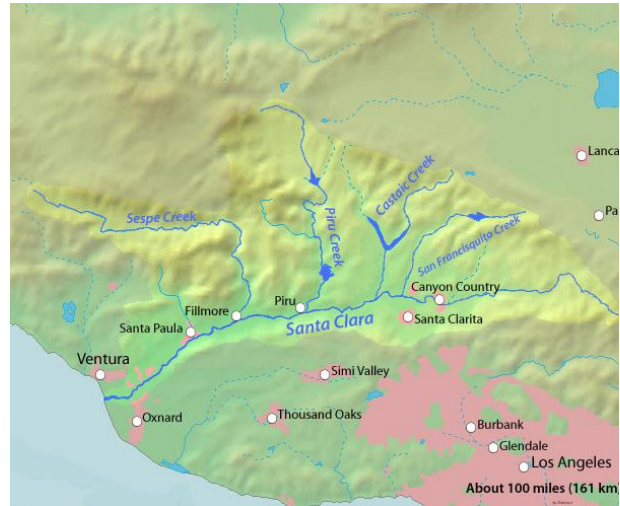 Lanca
Castaic Creek
Pa
Sespe Creek
Piru Creek
San Francisquito Creek
Canyon Country
Piru
Fillmore
Santa Clara
Santa Clarita
Santa Paula
Ventura
Simi Valley
Oxnard
Thousand Oaks
Burbank
Glendale
Los Angeles
About 100 miles (161 km)